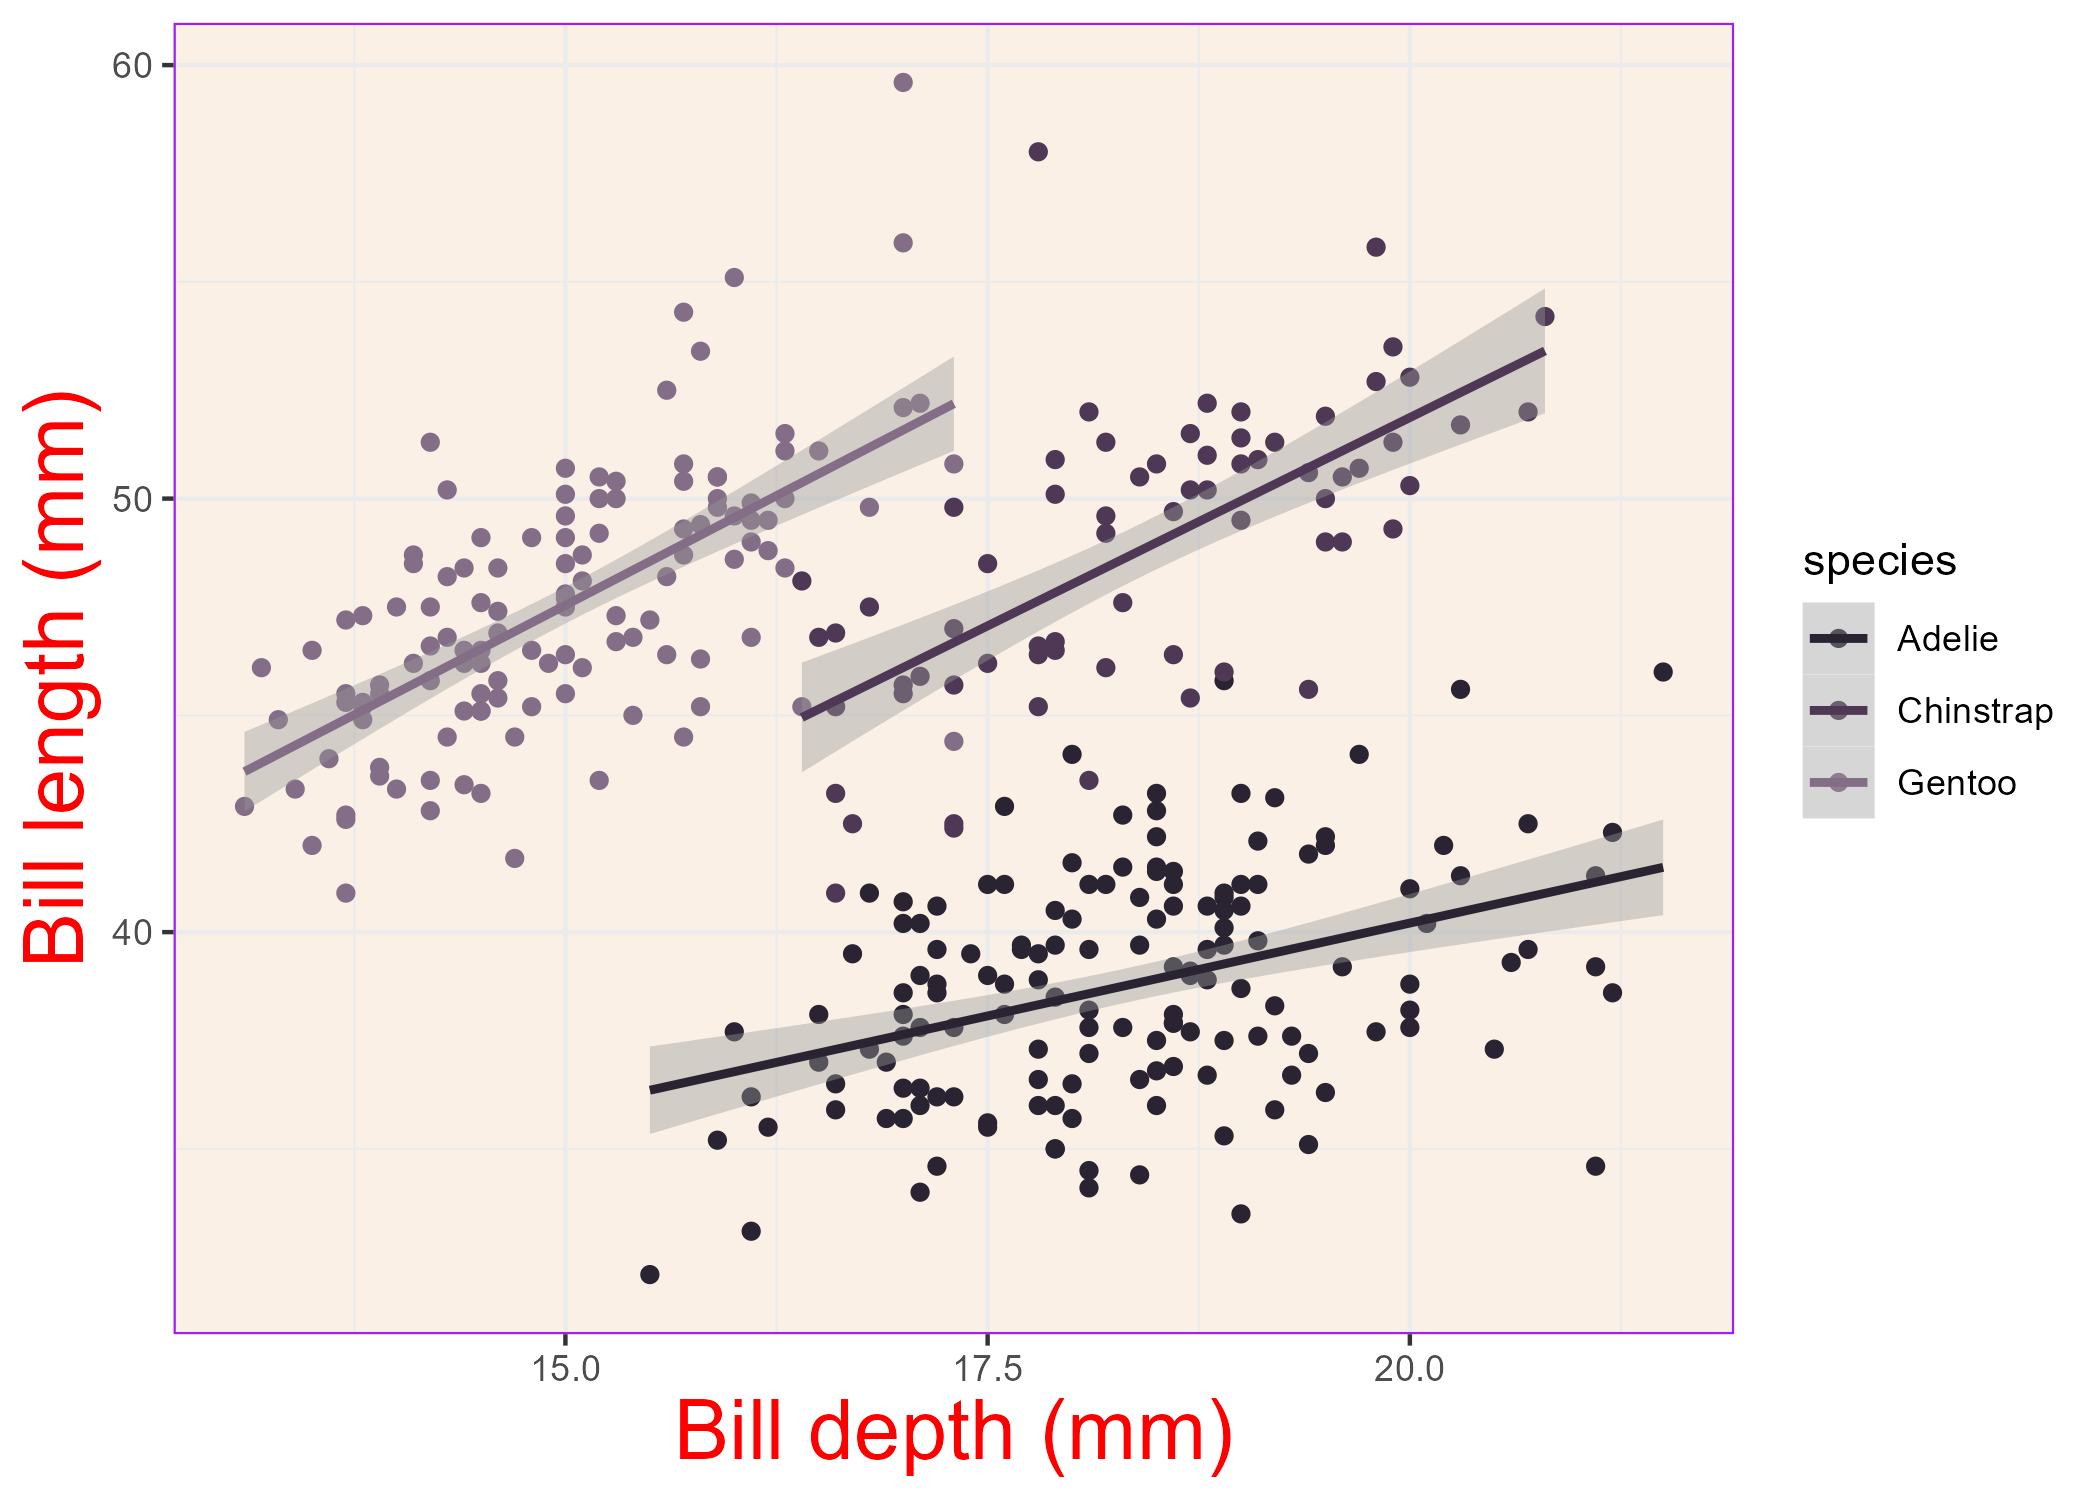 60
50
40
Bill length (mm)
15.0
17.5
20.0
Bill depth (mm)
species
Adelie
Chinstrap
Gentoo